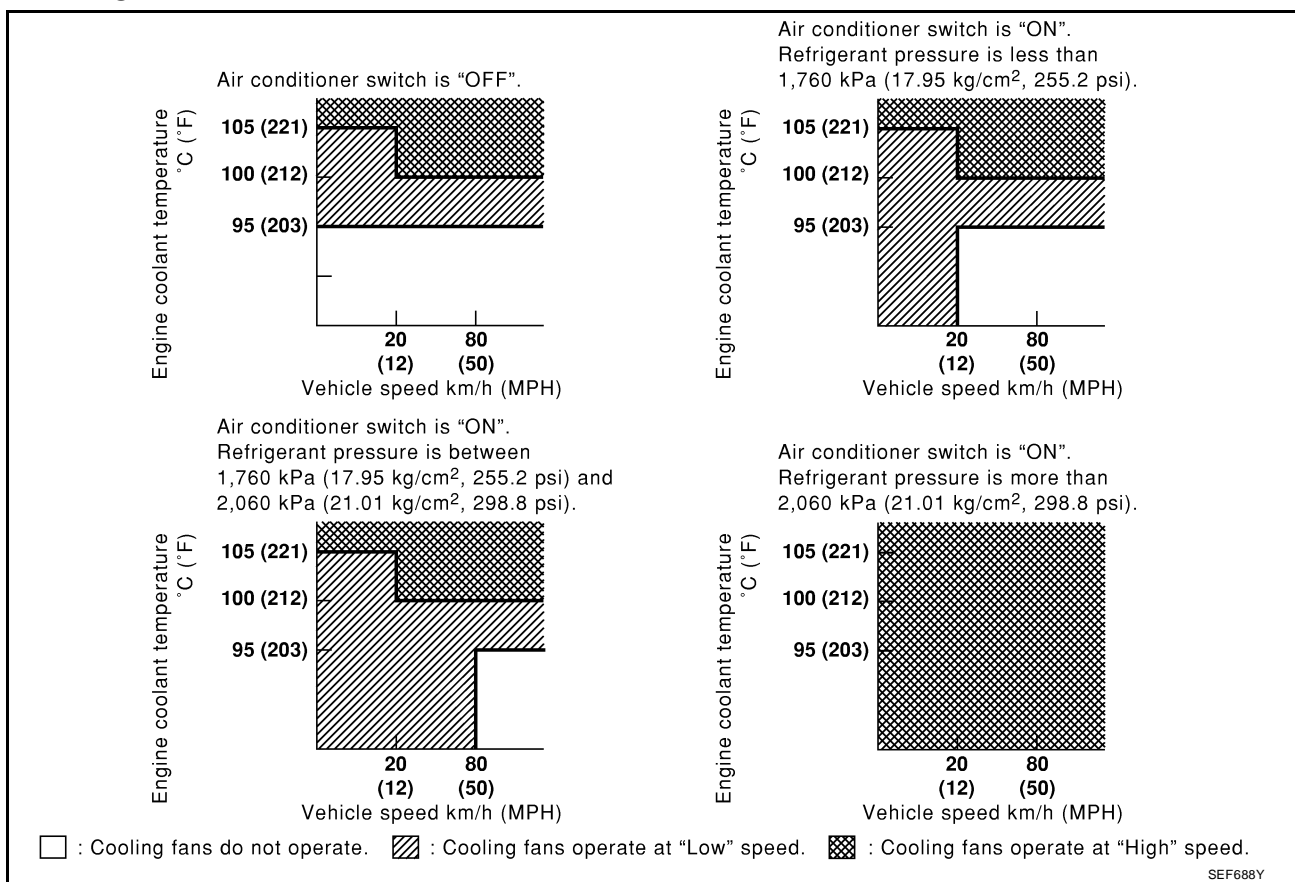 Air conditioner switch is “OFF”.
Engine coolant temperature
°C (°F)
105 (221)
100 (212)
95 (203)
20
(12)
80
(50)
Vehicle speed km/h (MPH)
Air conditioner switch is “ON”.
Refrigerant pressure is less than
1,760 kPa (17.95 kg/cm², 255.2 psi).
Engine coolant temperature
°C (°F)
105 (221)
100 (212)
95 (203)
20
(12)
80
(50)
Vehicle speed km/h (MPH)
Air conditioner switch is “ON”.
Refrigerant pressure is between
1,760 kPa (17.95 kg/cm², 255.2 psi) and
2,060 kPa (21.01 kg/cm², 298.8 psi).
Engine coolant temperature
°C (°F)
105 (221)
100 (212)
95 (203)
20
(12)
80
(50)
Vehicle speed km/h (MPH)
Air conditioner switch is “ON”.
Refrigerant pressure is more than
2,060 kPa (21.01 kg/cm², 298.8 psi).
Engine coolant temperature
°C (°F)
105 (221)
100 (212)
95 (203)
20
(12)
80
(50)
Vehicle speed km/h (MPH)
: Cooling fans do not operate.
: Cooling fans operate at “Low” speed.
: Cooling fans operate at “High” speed.
SEF688Y